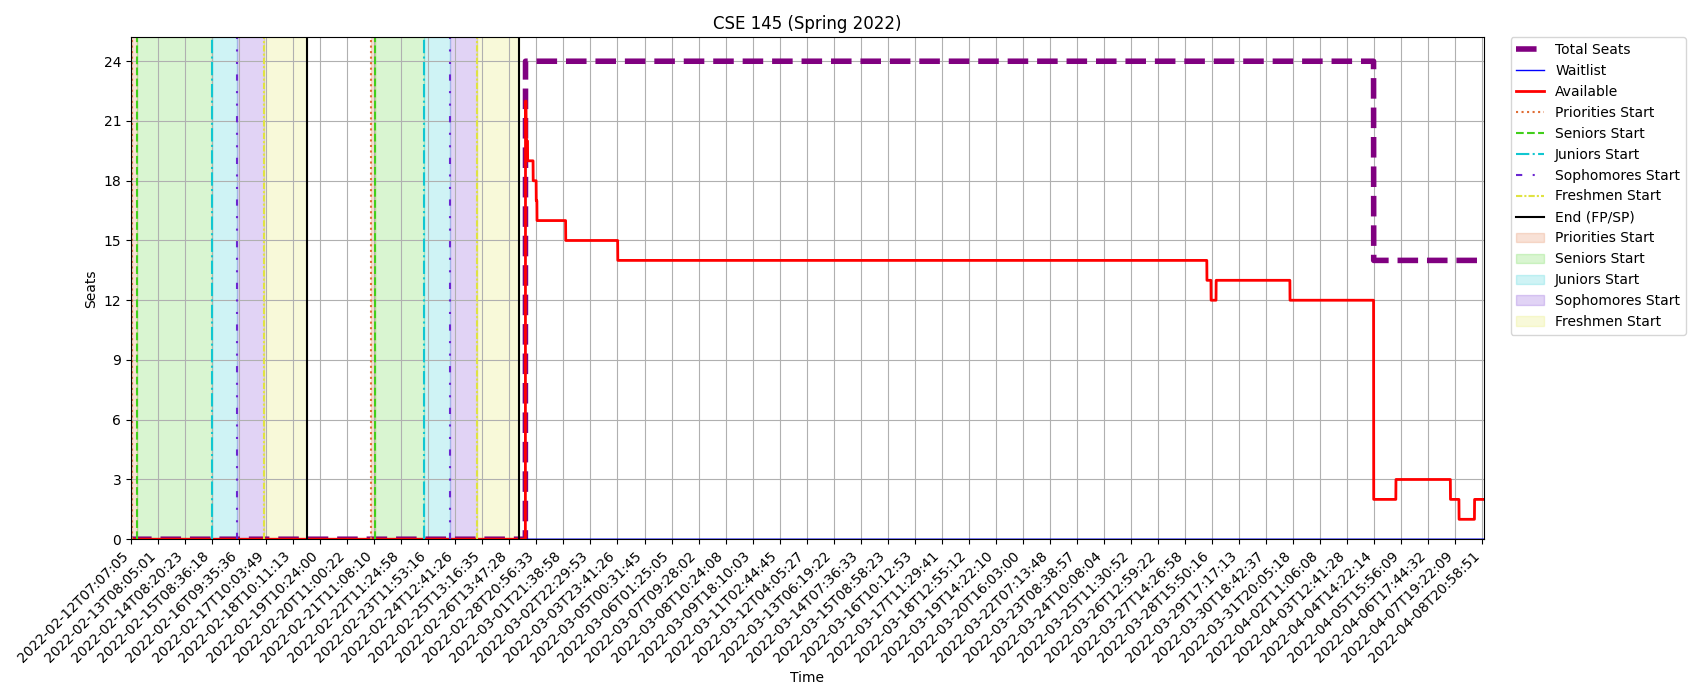 CSE 145 (Spring 2022)
24
21
18
15
12
9
6
3
0
Seats
2022-02-12T07:07:05
2022-02-13T08:05:01
2022-02-14T08:20:23
2022-02-15T08:36:18
2022-02-16T09:35:36
2022-02-17T10:03:49
2022-02-18T10:11:13
2022-02-19T10:24:00
2022-02-20T11:00:22
2022-02-21T11:08:10
2022-02-22T11:24:58
2022-02-23T11:53:16
2022-02-24T12:41:26
2022-02-25T13:16:35
2022-02-26T13:47:28
2022-02-28T20:56:33
2022-03-01T21:38:58
2022-03-02T22:29:53
2022-03-03T23:41:26
2022-03-05T00:31:45
2022-03-06T01:25:05
2022-03-07T09:28:02
2022-03-08T10:24:08
2022-03-09T18:10:03
2022-03-11T02:44:45
2022-03-12T04:05:27
2022-03-13T06:19:22
2022-03-14T07:36:33
2022-03-15T08:58:23
2022-03-16T10:12:53
2022-03-17T11:29:41
2022-03-18T12:55:12
2022-03-19T14:22:10
2022-03-20T16:03:00
2022-03-22T07:13:48
2022-03-23T08:38:57
2022-03-24T10:08:04
2022-03-25T11:30:52
2022-03-26T12:59:22
2022-03-27T14:26:58
2022-03-28T15:50:16
2022-03-29T17:17:13
2022-03-30T18:42:37
2022-03-31T20:05:18
2022-04-02T11:06:08
2022-04-03T12:41:28
2022-04-04T14:22:14
2022-04-05T15:56:09
2022-04-06T17:44:32
2022-04-07T19:22:09
2022-04-08T20:58:51
Time
Total Seats
Waitlist
Available
Priorities Start
Seniors Start
Juniors Start
Sophomores Start
Freshmen Start
End (FP/SP)
Priorities Start
Seniors Start
Juniors Start
Sophomores Start
Freshmen Start